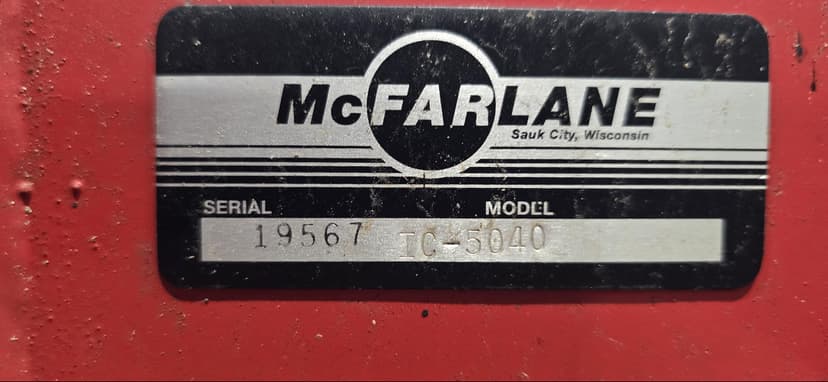 McFARLANE
Sauk City, Wisconsin
SERIAL MODEL
19567 IC-5040